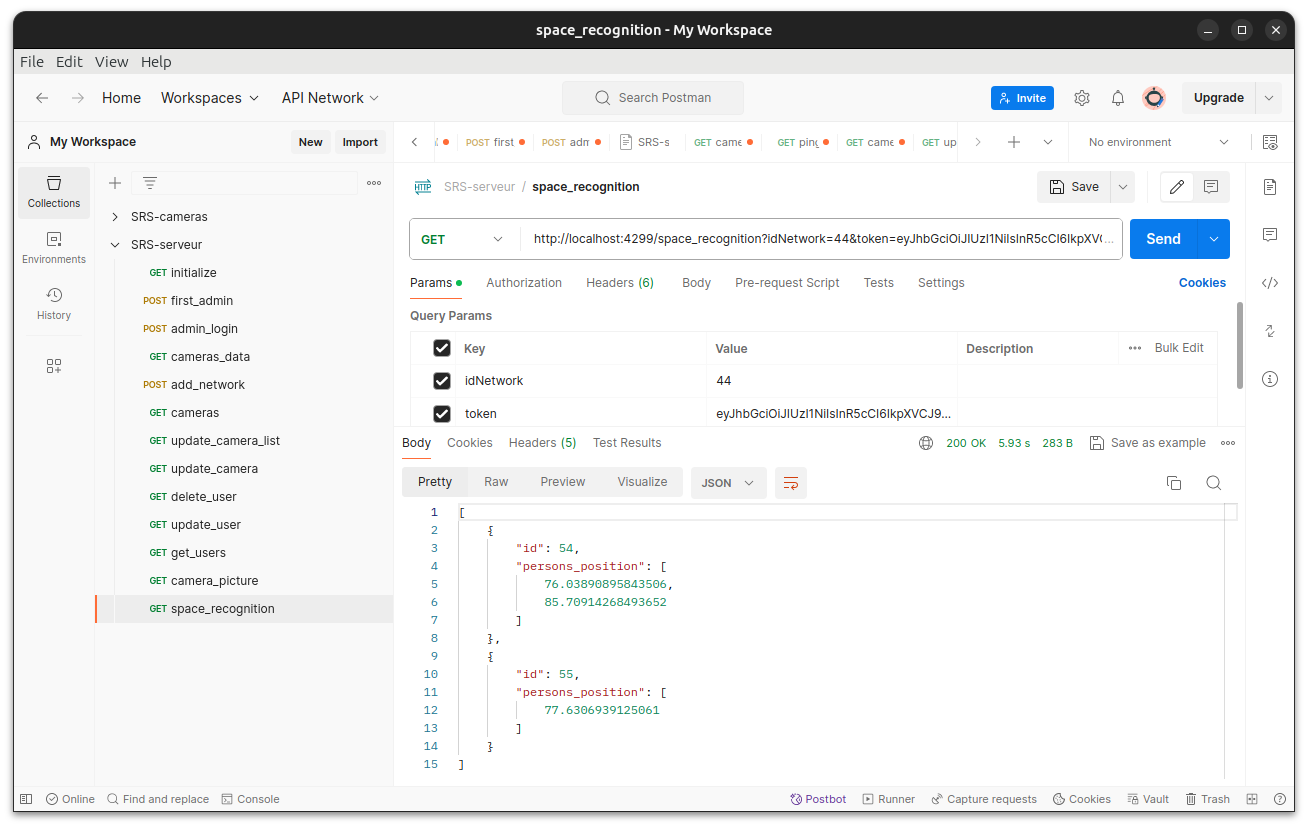 space_recognition - My Workspace
File Edit View Help
Home Workspaces API Network Search Postman Invite Upgrade
My Workspace New Import
POST first POST adm SRS-s GET came GET ping GET came GET up No environment
Collections
Environments
History
SRS-cameras
SRS-serveur
GET initialize
POST first_admin
POST admin_login
GET cameras_data
POST add_network
GET cameras
GET update_camera_list
GET update_camera
GET delete_user
GET update_user
GET get_users
GET camera_picture
GET space_recognition
HTTP SRS-serveur / space_recognition Save
GET http://localhost:4299/space_recognition?idNetwork=44&token=eyJhbGciOiJIUzI1NiIsInR5cCI6IkpXVC... Send
Params Authorization Headers (6) Body Pre-request Script Tests Settings Cookies
Query Params
Key Value Description Bulk Edit
idNetwork 44
token eyJhbGciOiJIUzI1NiIsInR5cCI6IkpXVCJ9...
Body Cookies Headers (5) Test Results 200 OK 5.93 s 283 B Save as example
Pretty Raw Preview Visualize JSON
1 [
2 {
3 "id": 54,
4 "persons_position": [
5 76.03890895843506,
6 85.70914268493652
7 ]
8 },
9 {
10 "id": 55,
11 "persons_position": [
12 77.6306939125061
13 ]
14 }
15 ]
Online Find and replace Console Postbot Runner Capture requests Cookies Vault Trash